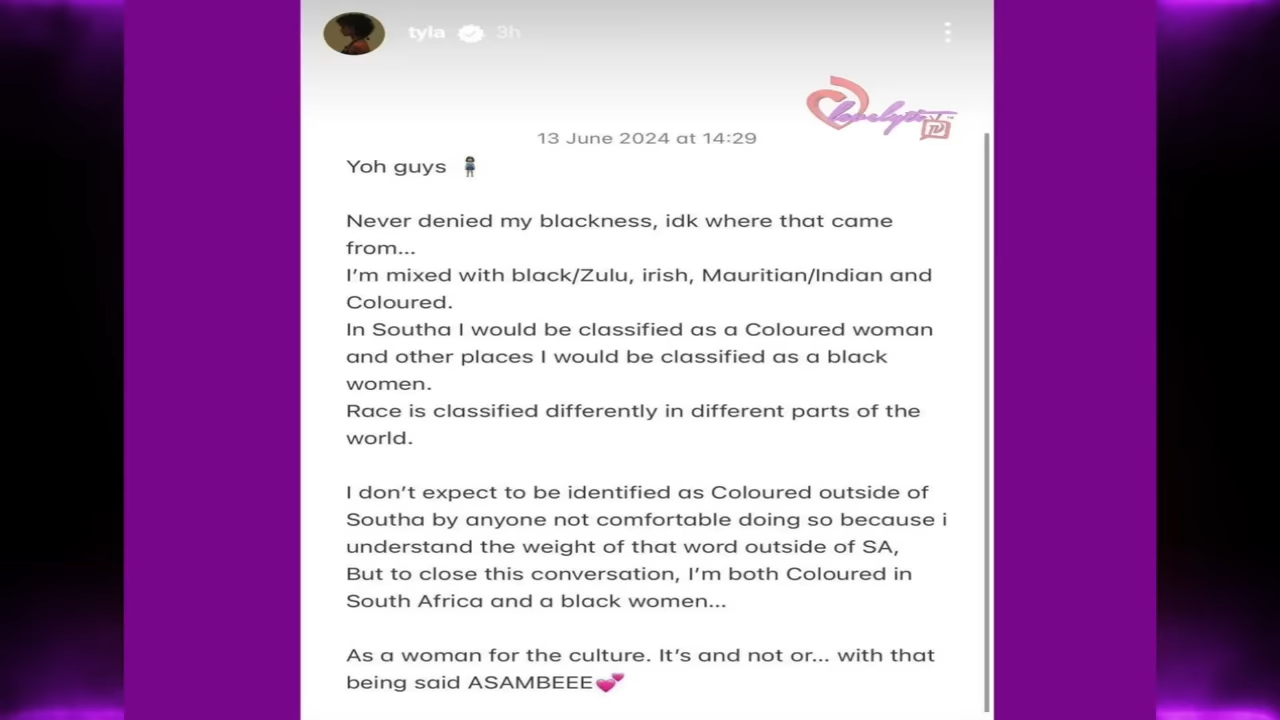 tyla 3h
lovelyti TV
13 June 2024 at 14:29
Yoh guys 🧍🏿‍♀️
Never denied my blackness, idk where that came
from...
I'm mixed with black/Zulu, irish, Mauritian/Indian and
Coloured.
In Southa I would be classified as a Coloured woman
and other places I would be classified as a black
women.
Race is classified differently in different parts of the
world.
I don't expect to be identified as Coloured outside of
Southa by anyone not comfortable doing so because i
understand the weight of that word outside of SA,
But to close this conversation, I'm both Coloured in
South Africa and a black women...
As a woman for the culture. It's and not or... with that
being said ASAMBEEE💕